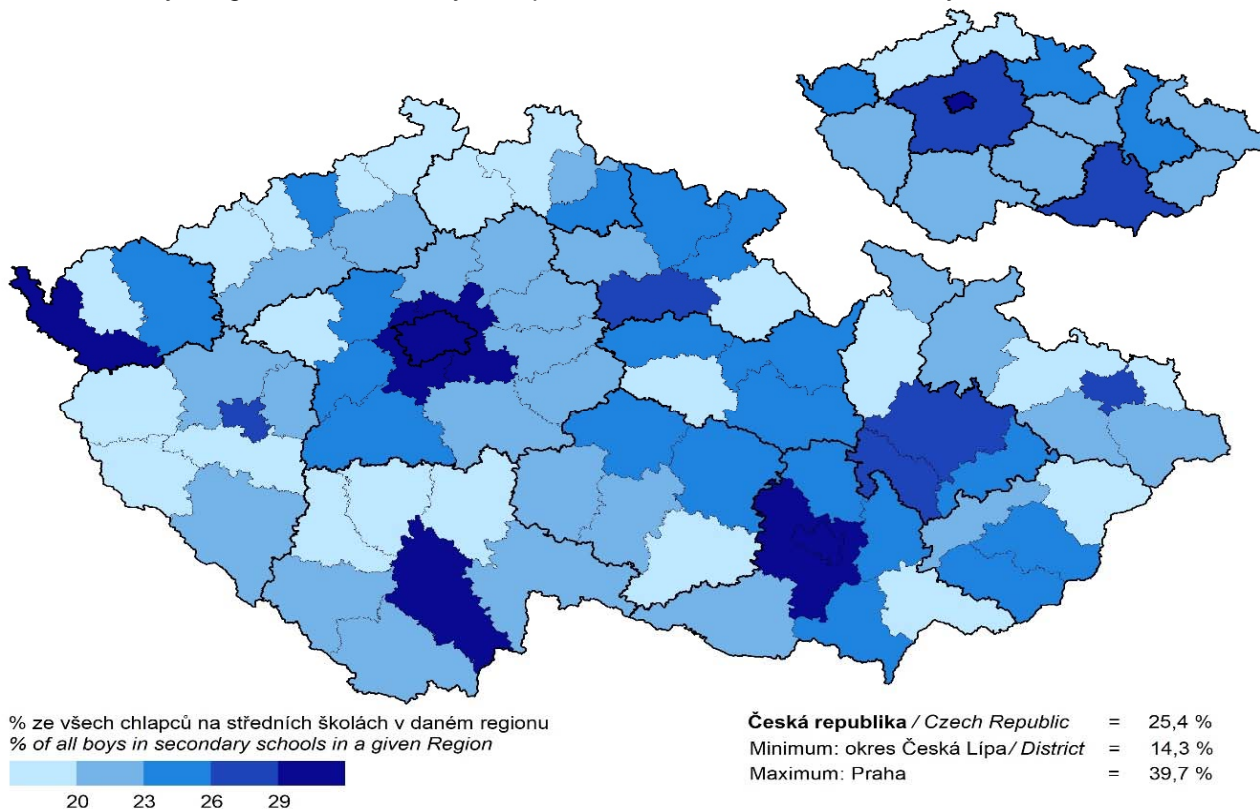 % ze všech chlapců na středních školách v daném regionu
% of all boys in secondary schools in a given Region
20 23 26 29
Česká republika / Czech Republic = 25,4 %
Minimum: okres Česká Lípa / District = 14,3 %
Maximum: Praha = 39,7 %